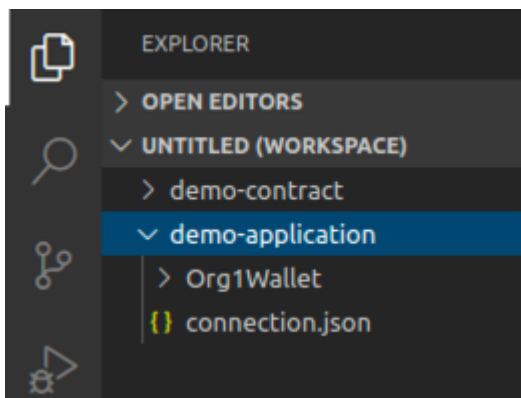 EXPLORER
OPEN EDITORS
UNTITLED (WORKSPACE)
demo-contract
demo-application
Org1Wallet
{} connection.json